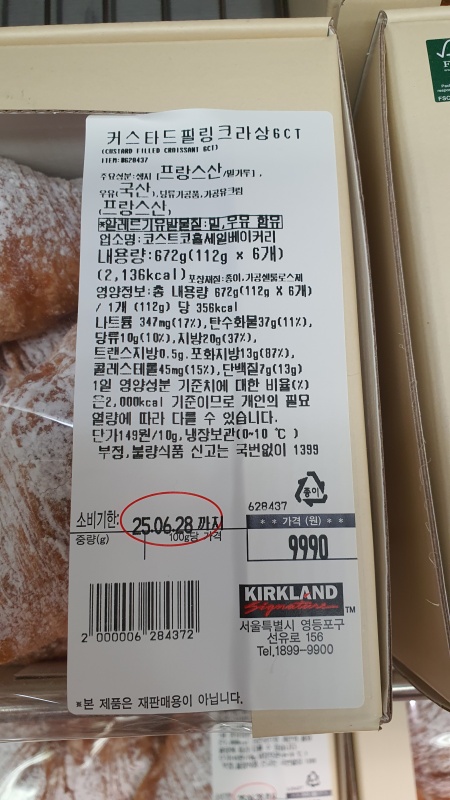 커스타드필링크라상6CT
(CUSTARD FILLED CROISSANT 6CT)
ITEM:#628437
주요성분:생지 [프랑스산/밀가루],
우유[국산],당류가공품,가공유크림
(프랑스산)
*알레르기유발물질:밀,우유 함유
업소명:코스트코홀세일베이커리
내용량:672g(112g X 6개)
(2,136kcal)포장재질:종이,가공셀룰로스제
영양정보:총 내용량 672g(112g X 6개)
/ 1개 (112g) 당 356kcal
나트륨 347mg(17%),탄수화물37g(11%),
당류10g(10%),지방20g(37%),
트랜스지방0.5g.포화지방13g(87%),
콜레스테롤45mg(15%),단백질7g(13g)
1일 영양성분 기준치에 대한 비율(%)
은2,000kcal 기준이므로 개인의 필요
열량에 따라 다를 수 있습니다.
단가149원/10g,냉장보관(0-10 ℃ )
부정,불량식품 신고는 국번없이 1399
종이
628437
소비기한: 25.06.28 까지
* * 가격 (원) * *
중량(g) 100g당 가격
9990
KIRKLAND
Signature TM
서울특별시 영등포구
선유로 156
Tel,1899-9900
2 000006 284372
*본 제품은 재판매용이 아닙니다.
FSC